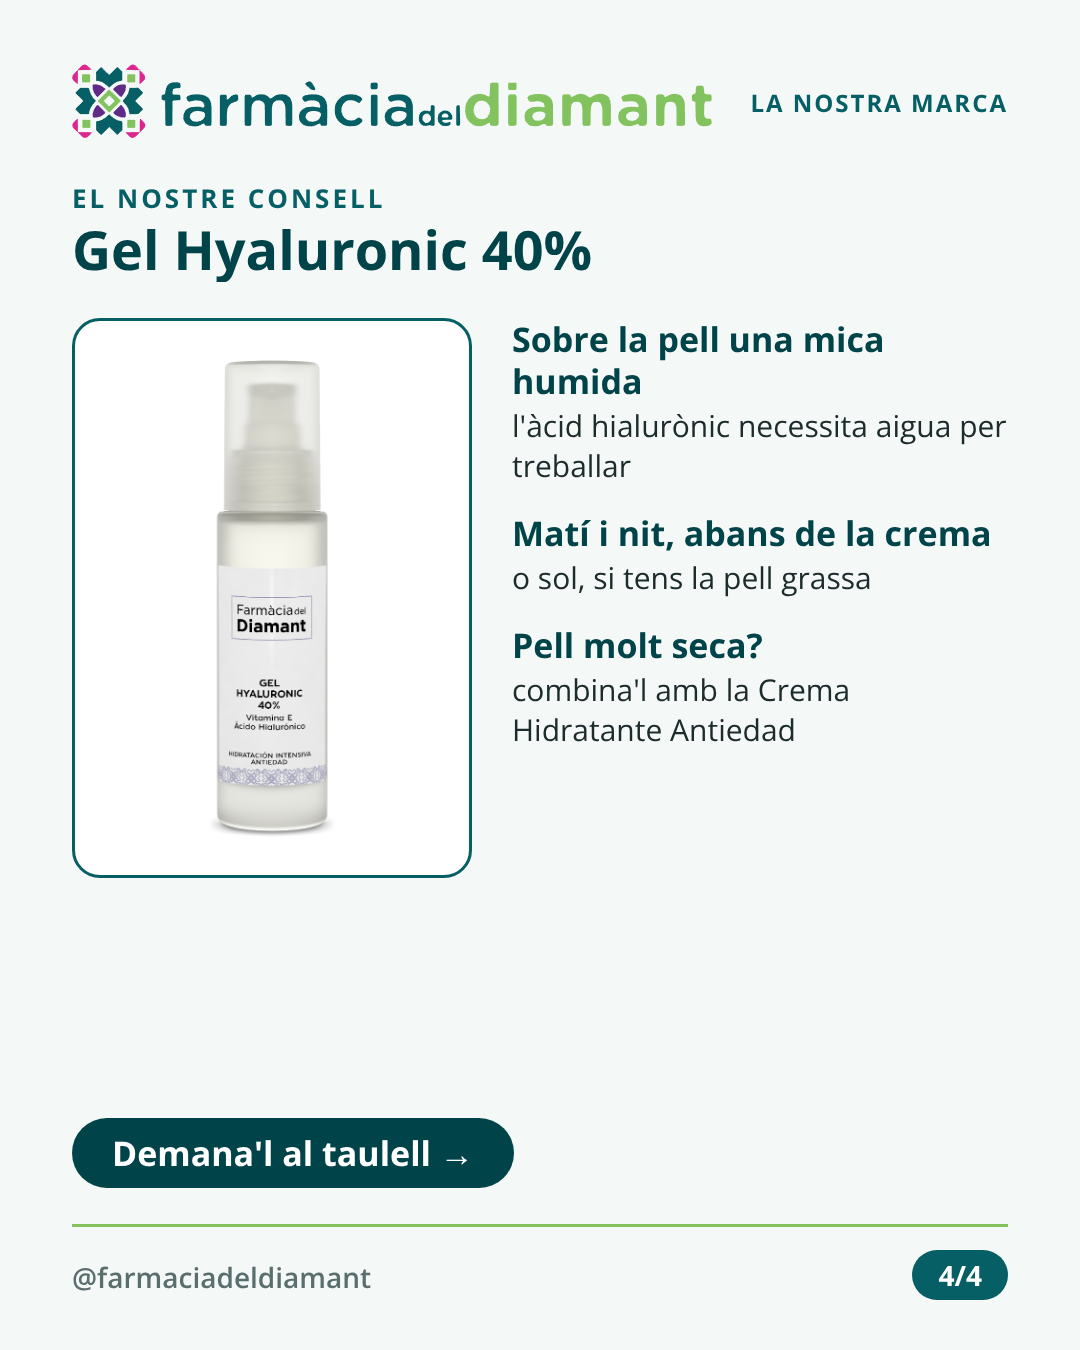 farmàciadeldiamant
LA NOSTRA MARCA
EL NOSTRE CONSELL
Gel Hyaluronic 40%
Farmàcia del
Diamant
GEL
HYALURONIC
40%
Vitamina E
Ácido Hialurónico
HIDRATACIÓN INTENSIVA
ANTIEDAD
Sobre la pell una mica
humida
l'àcid hialurònic necessita aigua per
treballar
Matí i nit, abans de la crema
o sol, si tens la pell grassa
Pell molt seca?
combina'l amb la Crema
Hidratante Antiedad
Demana'l al taulell →
@farmaciadeldiamant
4/4